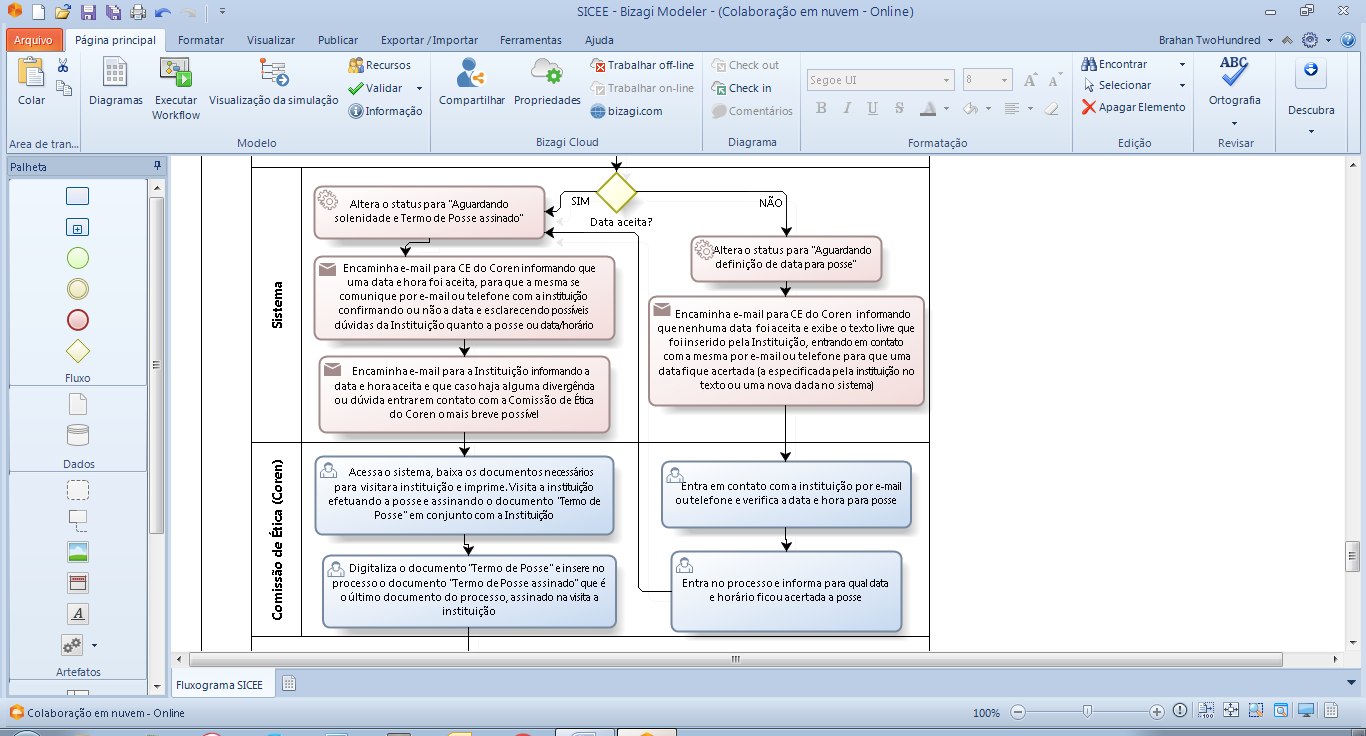 SICEE - Bizagi Modeler - (Colaboração em nuvem - Online)
Arquivo
Página principal
Formatar
Visualizar
Publicar
Exportar / Importar
Ferramentas
Ajuda
Brahan TwoHundred
Colar
Area de tran...
Diagramas
Executar
Workflow
Visualização da simulação
Recursos
Validar
Informação
Modelo
Compartilhar
Propriedades
Trabalhar off-line
Trabalhar on-line
bizagi.com
Bizagi Cloud
Check out
Check in
Comentários
Diagrama
Segoe UI
8
A
A
B
I
U
S
A
Formatação
Encontrar
Selecionar
Apagar Elemento
Edição
ABC
Ortografia
Revisar
Descubra
Palheta
Fluxo
Dados
A
Artefatos
Sistema
Altera o status para "Aguardando
solenidade e Termo de Posse assinado"
SIM
Data aceita?
NÃO
Altera o status para "Aguardando
definição de data para posse"
Encaminha e-mail para CE do Coren informando que
uma data e hora foi aceita, para que a mesma se
comunique por e-mail ou telefone com a instituição
confirmando ou não a data e esclarecendo possíveis
dúvidas da Instituição quanto a posse ou data/horário
Encaminha e-mail para CE do Coren informando
que nenhuma data foi aceita e exibe o texto livre que
foi inserido pela Instituição, entrando em contato
com a mesma por e-mail ou telefone para que uma
data fique acertada (a especificada pela instituição no
texto ou uma nova dada no sistema)
Encaminha e-mail para a Instituição informando a
data e hora aceita e que caso haja alguma divergência
ou dúvida entrarem contato com a Comissão de Ética
do Coren o mais breve possível
Comissão de Ética (Coren)
Acessa o sistema, baixa os documentos necessários
para visitar a instituição e imprime. Visita a instituição
efetuando a posse e assinando o documento "Termo de
Posse" em conjunto com a Instituição
Entra em contato com a instituição por e-mail
ou telefone e verifica a data e hora para posse
Digitaliza o documento "Termo de Posse" e insere no
processo o documento "Termo de Posse assinado" que é
o último documento do processo, assinado na visita a
instituição
Entra no processo e informa para qual data
e horário ficou acertada a posse
Fluxograma SICEE
Colaboração em nuvem - Online
100%